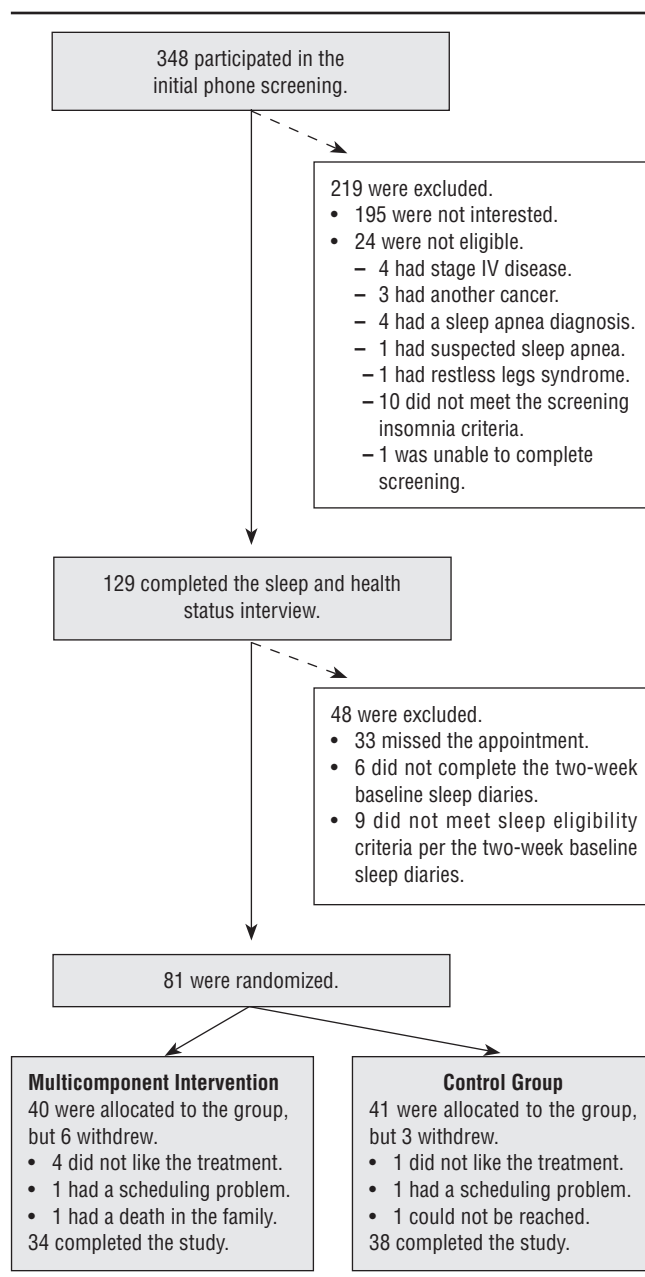 348 participated in the
initial phone screening.
219 were excluded.
• 195 were not interested.
• 24 were not eligible.
– 4 had stage IV disease.
– 3 had another cancer.
– 4 had a sleep apnea diagnosis.
– 1 had suspected sleep apnea.
– 1 had restless legs syndrome.
– 10 did not meet the screening
insomnia criteria.
– 1 was unable to complete
screening.
129 completed the sleep and health
status interview.
48 were excluded.
• 33 missed the appointment.
• 6 did not complete the two-week
baseline sleep diaries.
• 9 did not meet sleep eligibility
criteria per the two-week baseline
sleep diaries.
81 were randomized.
Multicomponent Intervention
40 were allocated to the group,
but 6 withdrew.
• 4 did not like the treatment.
• 1 had a scheduling problem.
• 1 had a death in the family.
34 completed the study.
Control Group
41 were allocated to the group,
but 3 withdrew.
• 1 did not like the treatment.
• 1 had a scheduling problem.
• 1 could not be reached.
38 completed the study.